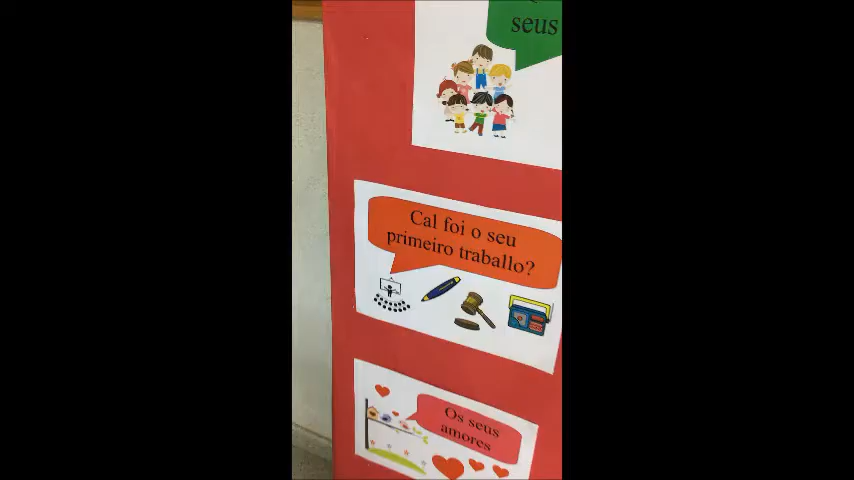 seus
Cal foi o seu
primeiro traballo?
Os seus
amores